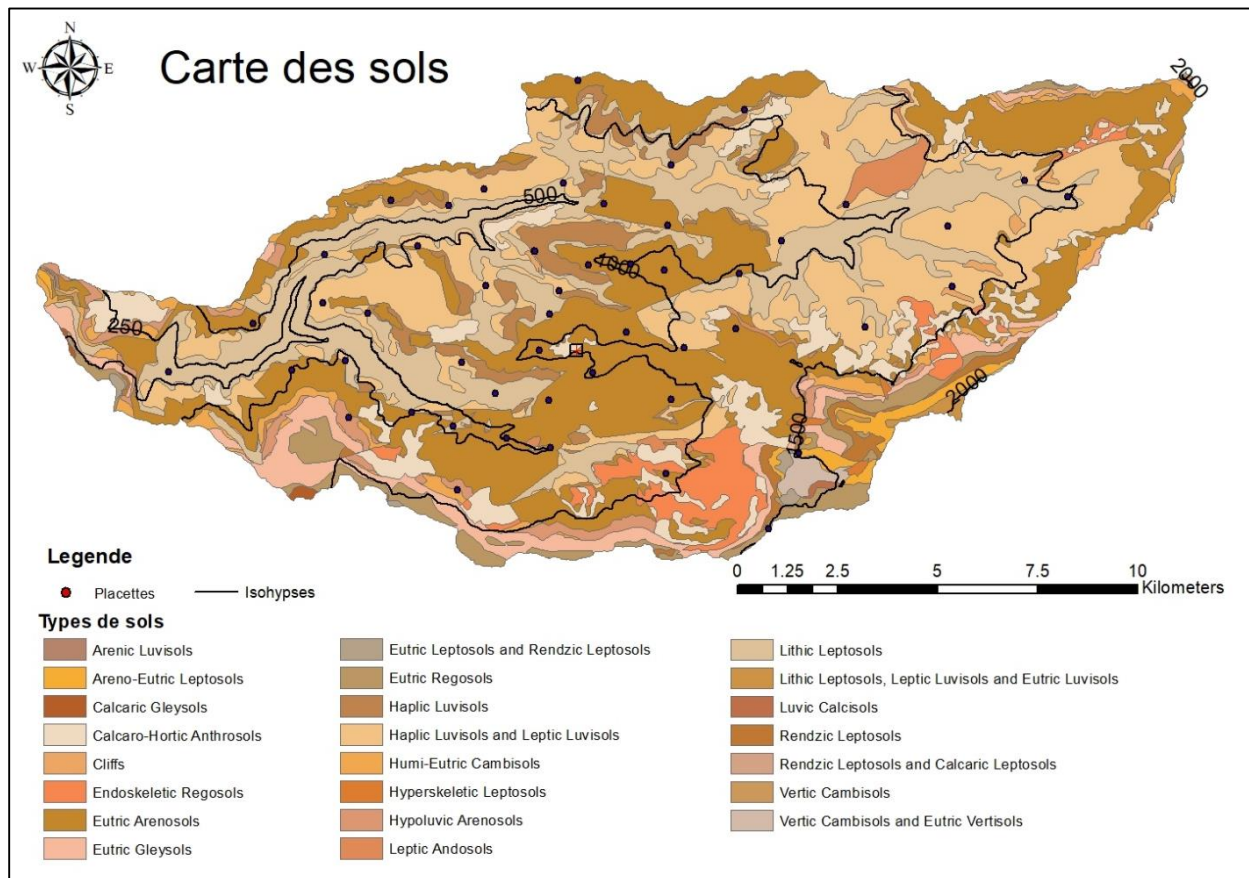 N
W E
S
Carte des sols
2000
500
1000
250
2000
1500
Legende
Placettes
Isohypses
0 1.25 2.5 5 7.5 10
Kilometers
Types de sols
Arenic Luvisols
Areno-Eutric Leptosols
Calcaric Gleysols
Calcaro-Hortic Anthrosols
Cliffs
Endoskeletic Regosols
Eutric Arenosols
Eutric Gleysols
Eutric Leptosols and Rendzic Leptosols
Eutric Regosols
Haplic Luvisols
Haplic Luvisols and Leptic Luvisols
Humi-Eutric Cambisols
Hyperskeletic Leptosols
Hypoluvic Arenosols
Leptic Andosols
Lithic Leptosols
Lithic Leptosols, Leptic Luvisols and Eutric Luvisols
Luvic Calcisols
Rendzic Leptosols
Rendzic Leptosols and Calcaric Leptosols
Vertic Cambisols
Vertic Cambisols and Eutric Vertisols